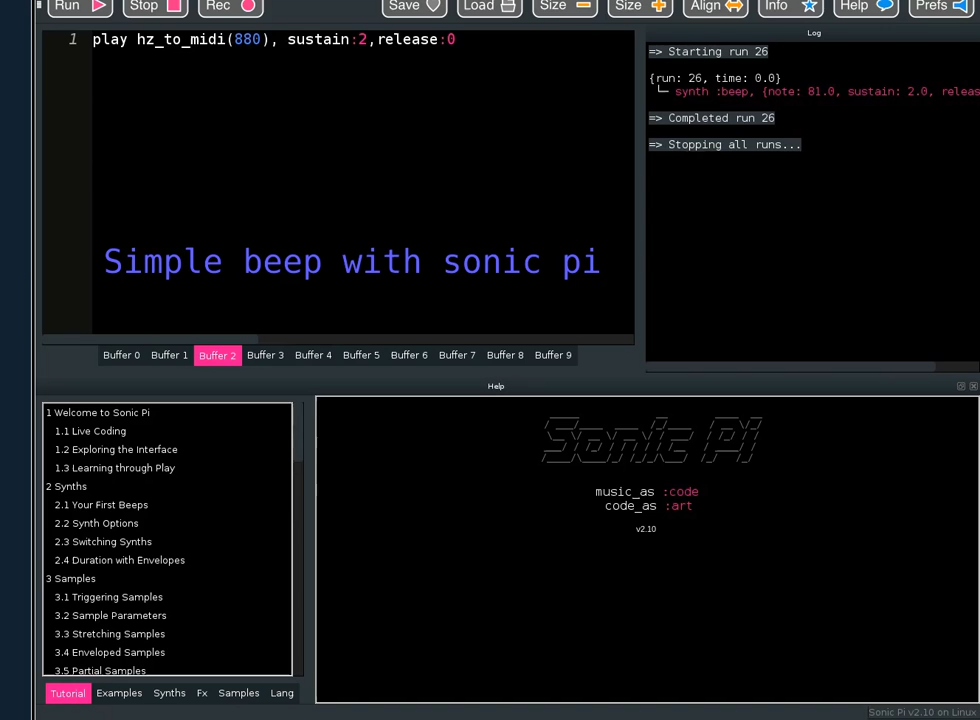 Run Stop Rec Save Load Size Size Align Info Help Prefs
Log
1 play hz_to_midi(880), sustain:2,release:0
=> Starting run 26
{run: 26, time: 0.0}
synth :beep, {note: 81.0, sustain: 2.0, releas
=> Completed run 26
=> Stopping all runs...
Simple beep with sonic pi
Buffer 0 Buffer 1 Buffer 2 Buffer 3 Buffer 4 Buffer 5 Buffer 6 Buffer 7 Buffer 8 Buffer 9
Help
1 Welcome to Sonic Pi
1.1 Live Coding
1.2 Exploring the Interface
1.3 Learning through Play
2 Synths
2.1 Your First Beeps
2.2 Synth Options
2.3 Switching Synths
2.4 Duration with Envelopes
3 Samples
3.1 Triggering Samples
3.2 Sample Parameters
3.3 Stretching Samples
3.4 Enveloped Samples
3.5 Partial Samples
Sonic Pi
music_as :code
code_as :art
v2.10
Tutorial Examples Synths Fx Samples Lang
Sonic Pi v2.10 on Linux